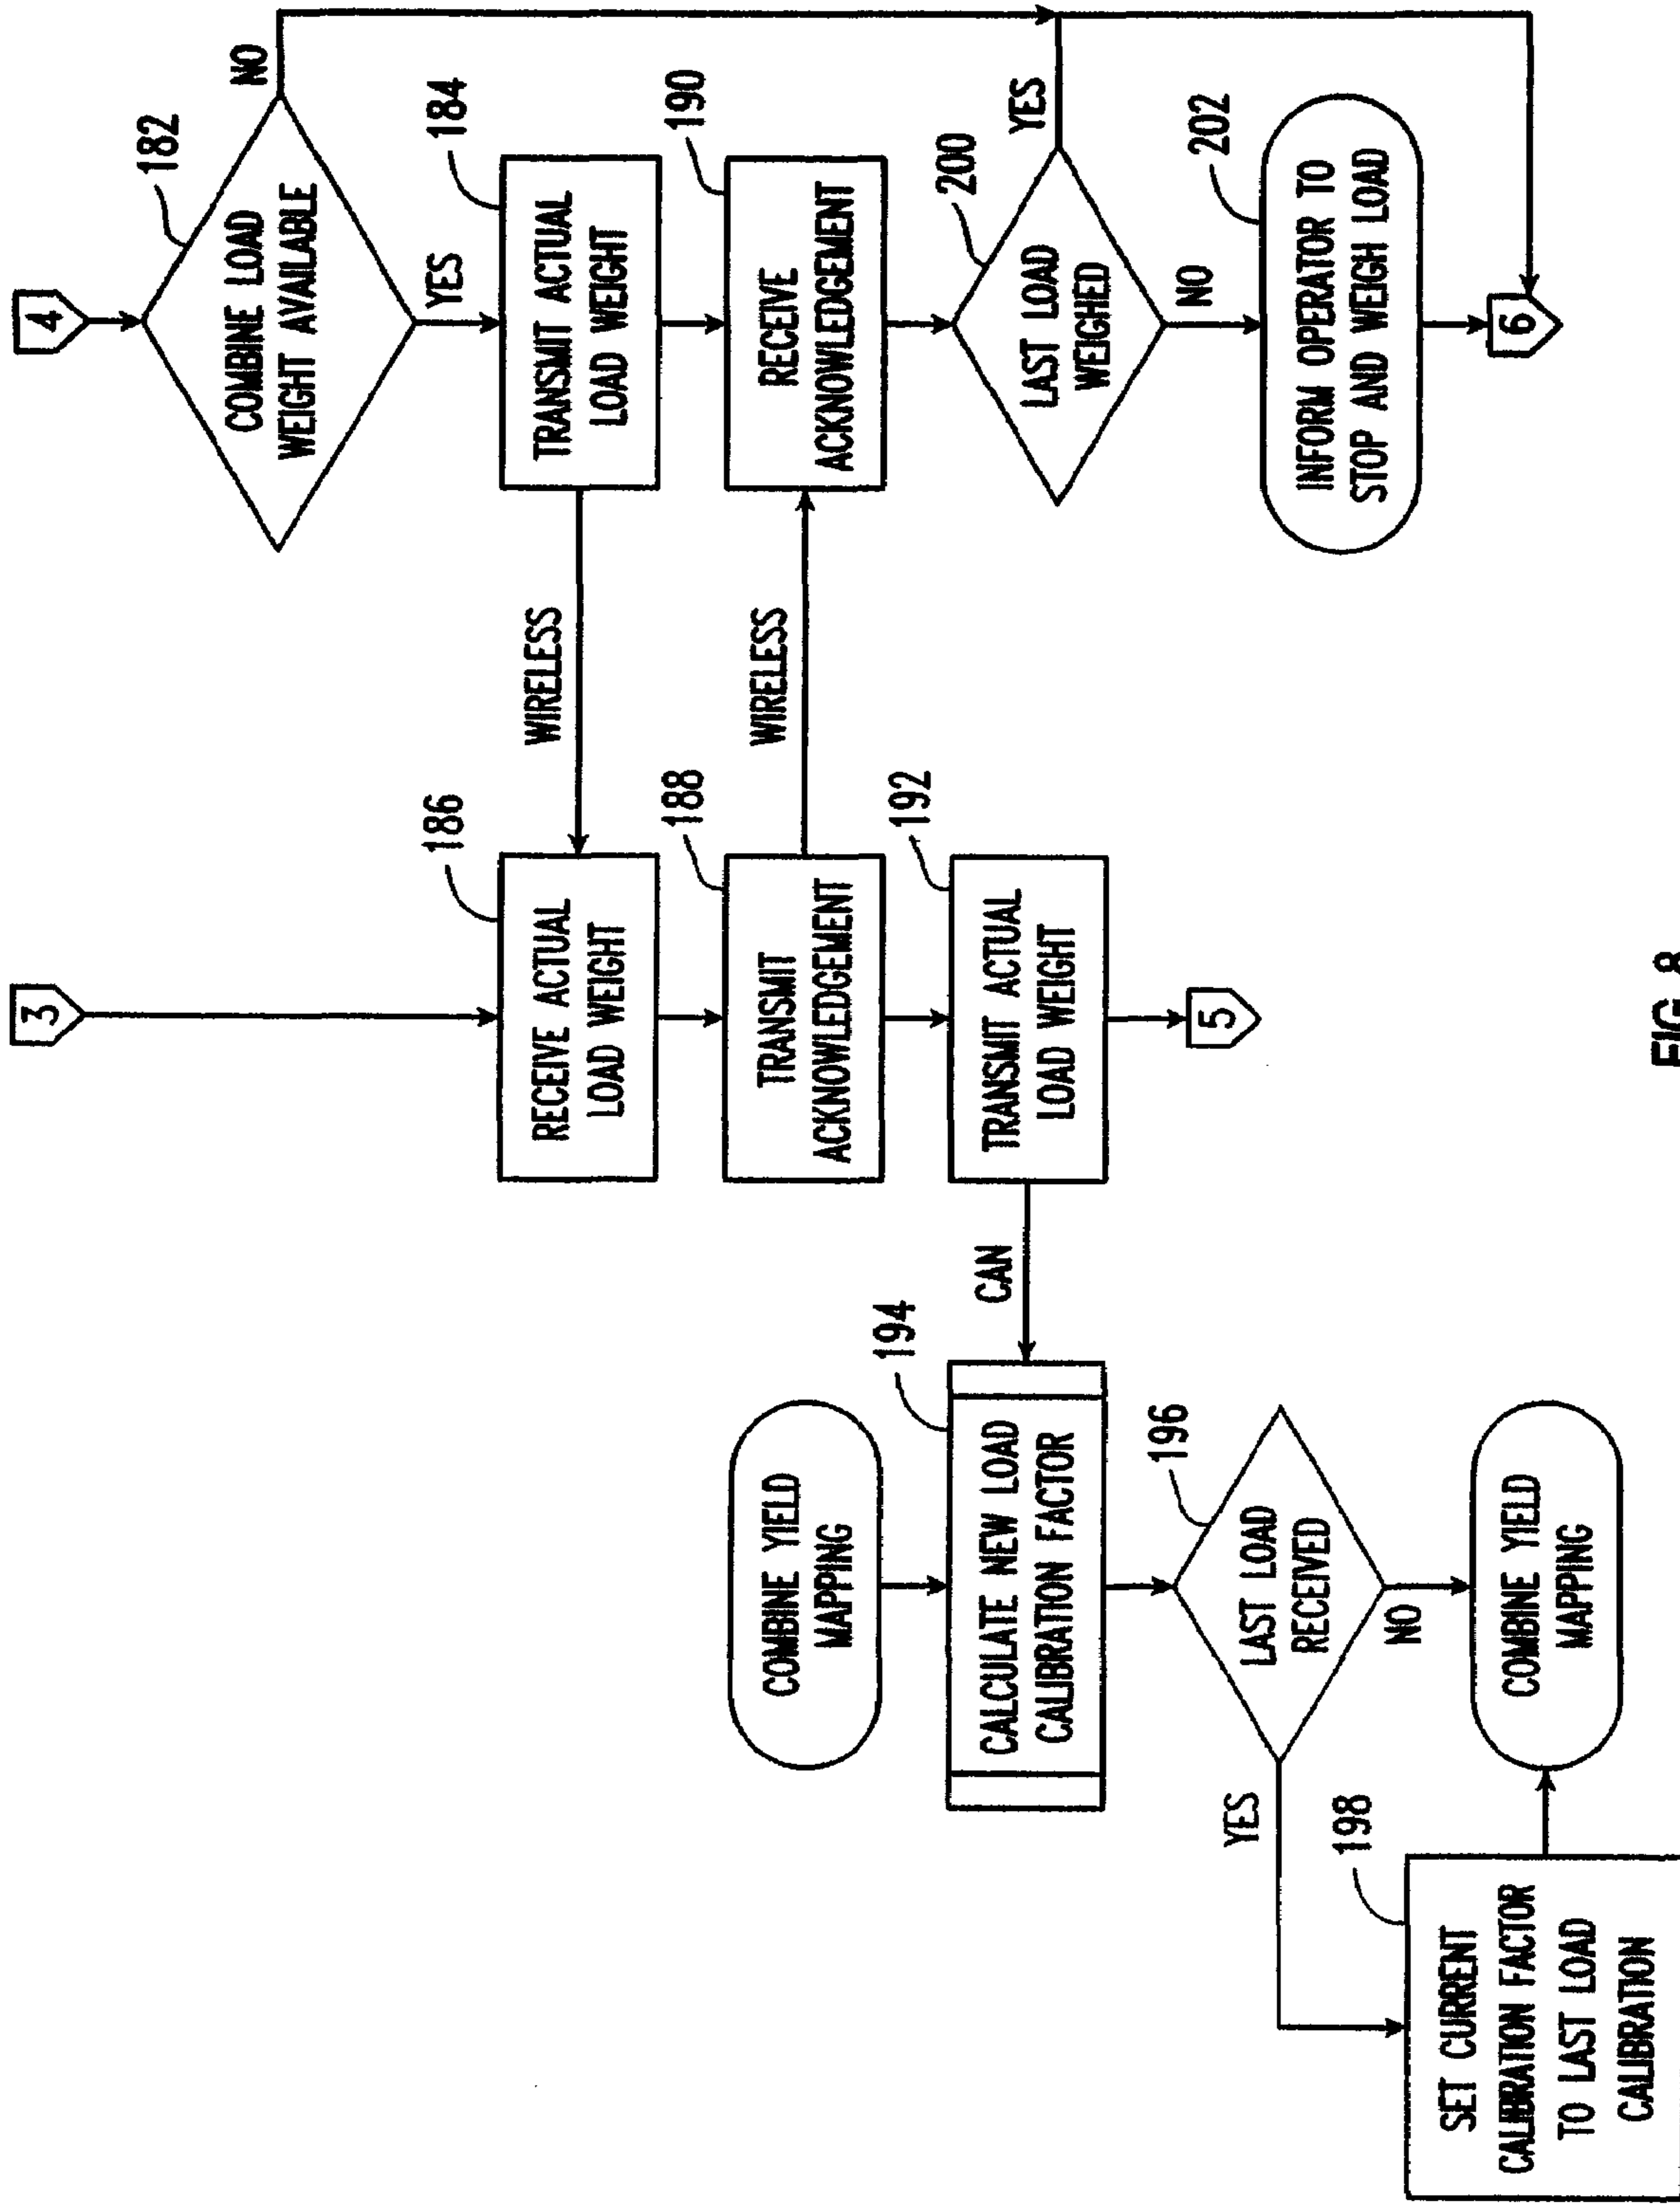 4
COMBINE LOAD
WEIGHT AVAILABLE
182
NO
YES
TRANSMIT ACTUAL
LOAD WEIGHT
184
WIRELESS
3
RECEIVE ACTUAL
LOAD WEIGHT
186
TRANSMIT
ACKNOWLEDGEMENT
188
WIRELESS
RECEIVE
ACKNOWLEDGEMENT
190
TRANSMIT ACTUAL
LOAD WEIGHT
192
5
CAN
COMBINE YIELD
MAPPING
CALCULATE NEW LOAD
CALIBRATION FACTOR
194
LAST LOAD
RECEIVED
196
YES
NO
SET CURRENT
CALIBRATION FACTOR
TO LAST LOAD
CALIBRATION
198
COMBINE YIELD
MAPPING
LAST LOAD
WEIGHED
200
YES
NO
INFORM OPERATOR TO
STOP AND WEIGH LOAD
202
6
FIG. 8